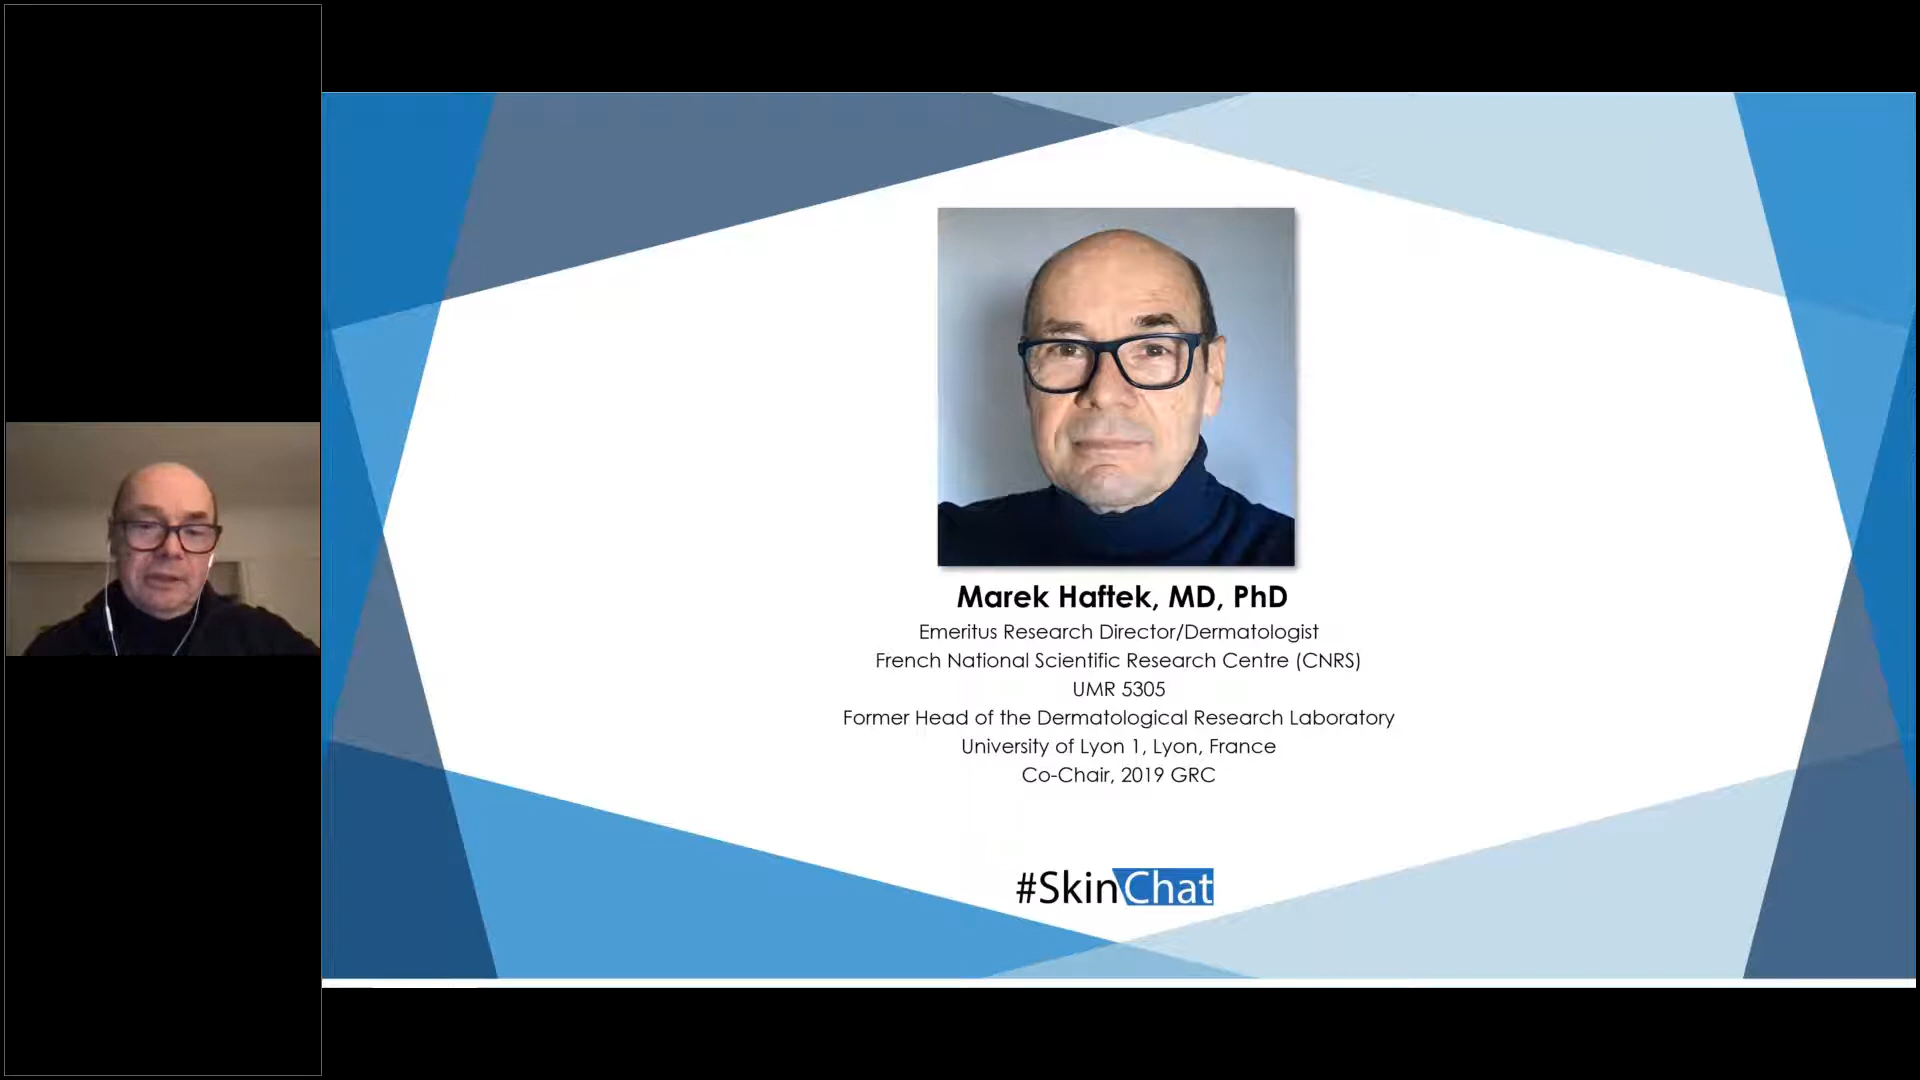 Marek Haftek, MD, PhD
Emeritus Research Director/Dermatologist
French National Scientific Research Centre (CNRS)
UMR 5305
Former Head of the Dermatological Research Laboratory
University of Lyon 1, Lyon, France
Co-Chair, 2019 GRC
#SkinChat